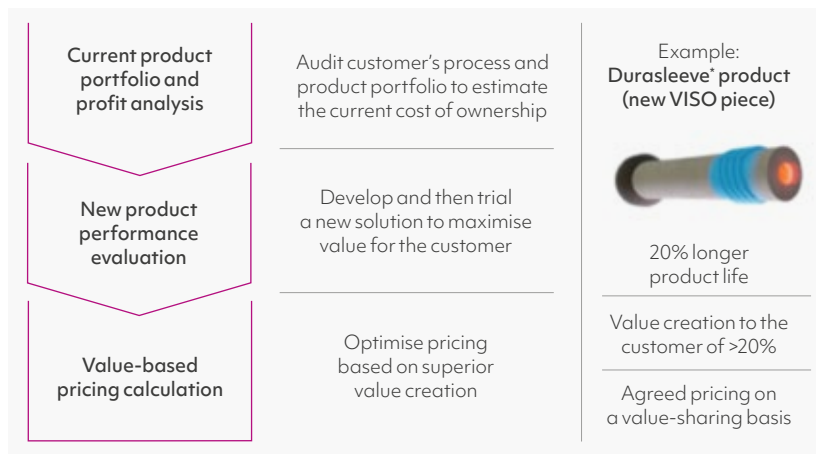 Current product
portfolio and
profit analysis
Audit customer's process and
product portfolio to estimate
the current cost of ownership
New product
performance
evaluation
Develop and then trial
a new solution to maximise
value for the customer
Value-based
pricing calculation
Optimise pricing
based on superior
value creation
Example:
Durasleeve* product
(new VISO piece)
20% longer
product life
Value creation to the
customer of >20%
Agreed pricing on
a value-sharing basis